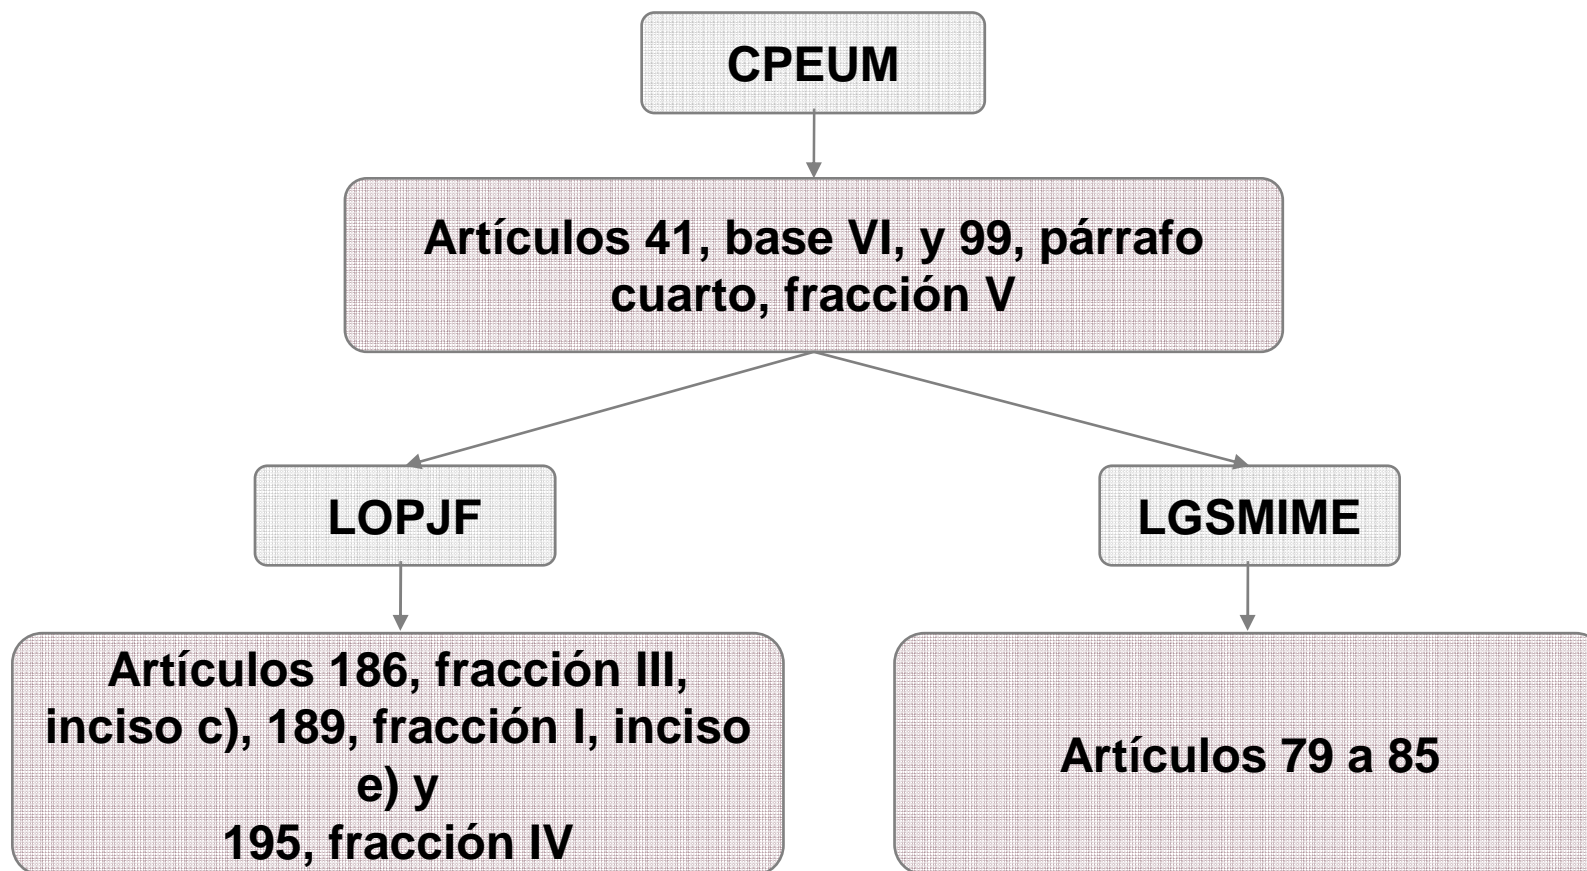 CPEUM
Artículos 41, base VI, y 99, párrafo
cuarto, fracción V
LOPJF
LGSMIME
Artículos 186, fracción III,
inciso c), 189, fracción I, inciso
e) y
195, fracción IV
Artículos 79 a 85